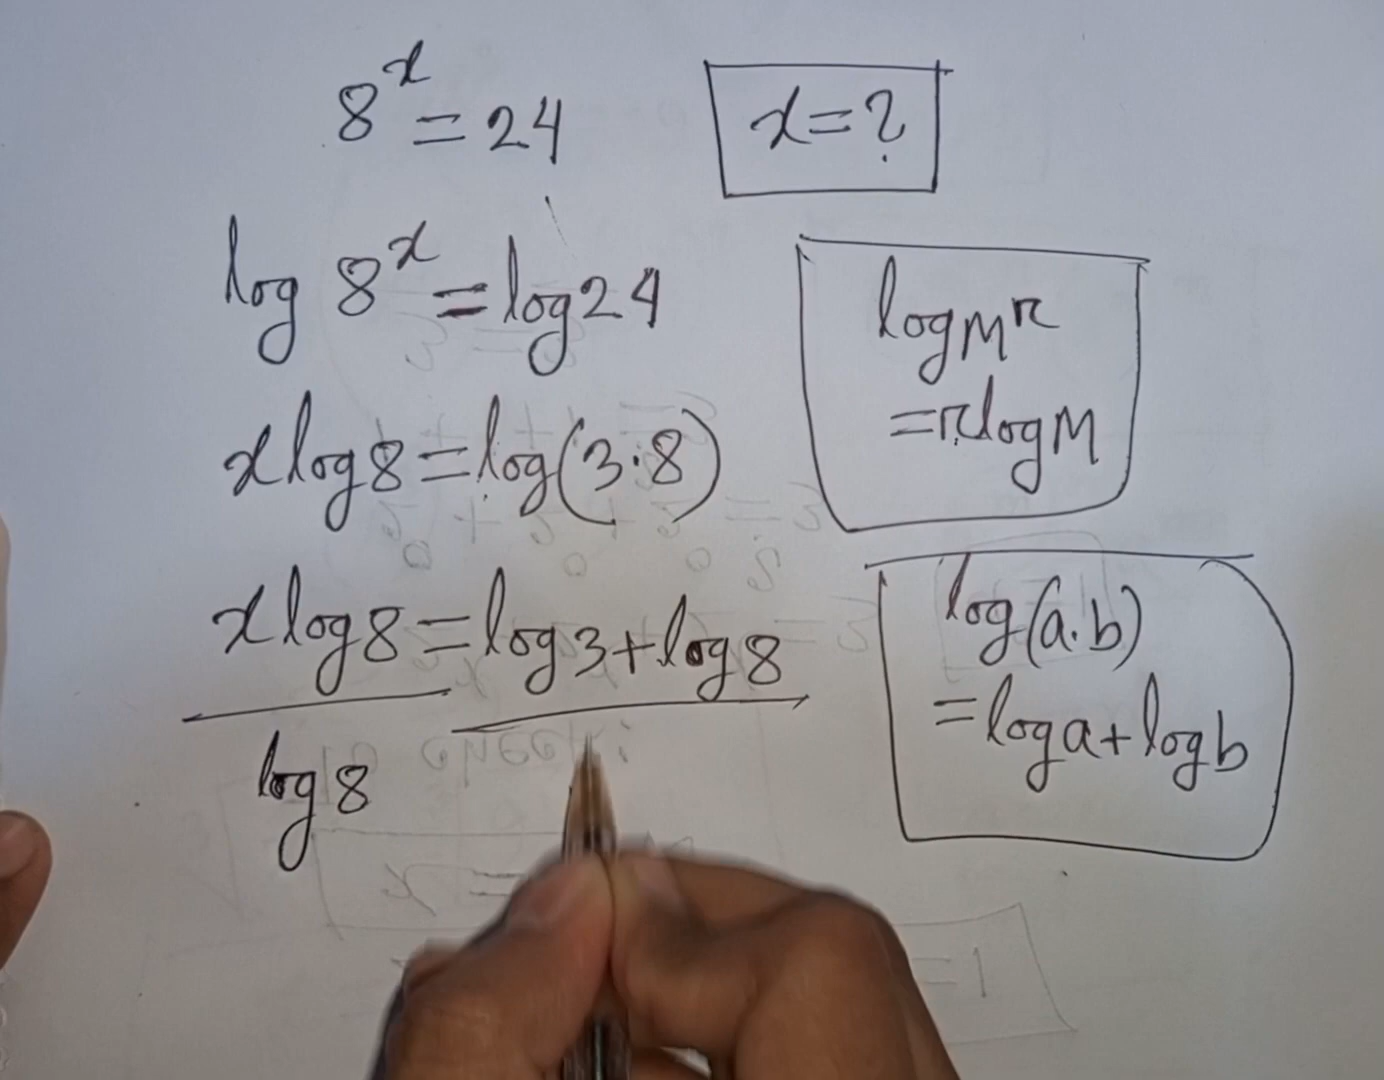 8^x = 24
x = ?
log 8^x = log 24
x log 8 = log(3·8)
x log 8 = log 3 + log 8
log 8
log M^r
= r log M
log(a·b)
= log a + log b